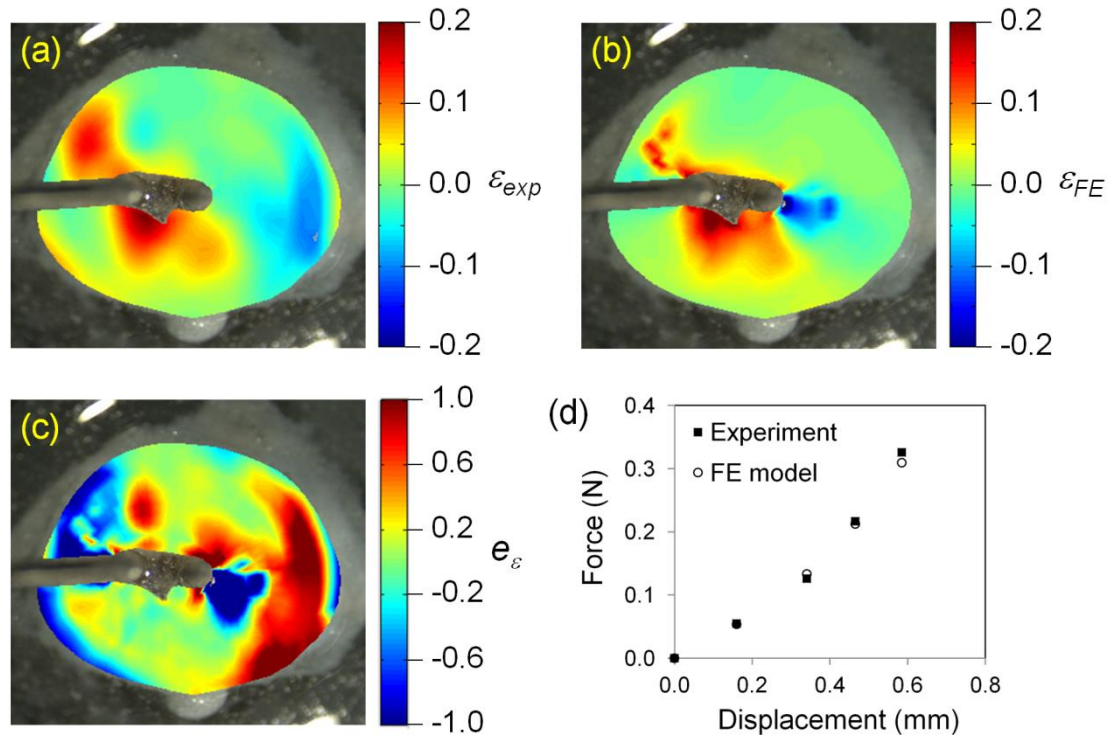 (a)
0.2
0.1
0.0
-0.1
-0.2
εexp
(b)
0.2
0.1
0.0
-0.1
-0.2
εFE
(c)
1.0
0.6
0.2
-0.2
-0.6
-1.0
eε
(d)
0.4
0.3
0.2
0.1
0.0
Force (N)
Experiment
FE model
0.0 0.2 0.4 0.6 0.8
Displacement (mm)